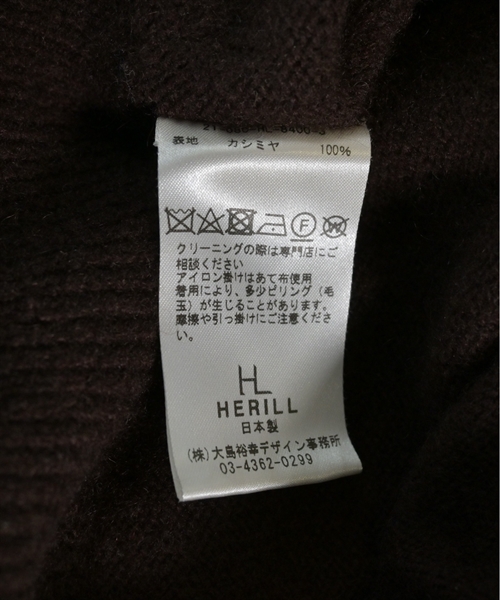 表地 カシミヤ 100%
クリーニングの際は専門店にご
相談ください
アイロン掛けはあて布使用
着用により、多少ピリング（毛
玉）が生じることがあります。
摩擦や引っ掛けにご注意くださ
い。
HL
HERILL
日本製
(株)大島裕幸デザイン事務所
03-4362-0299